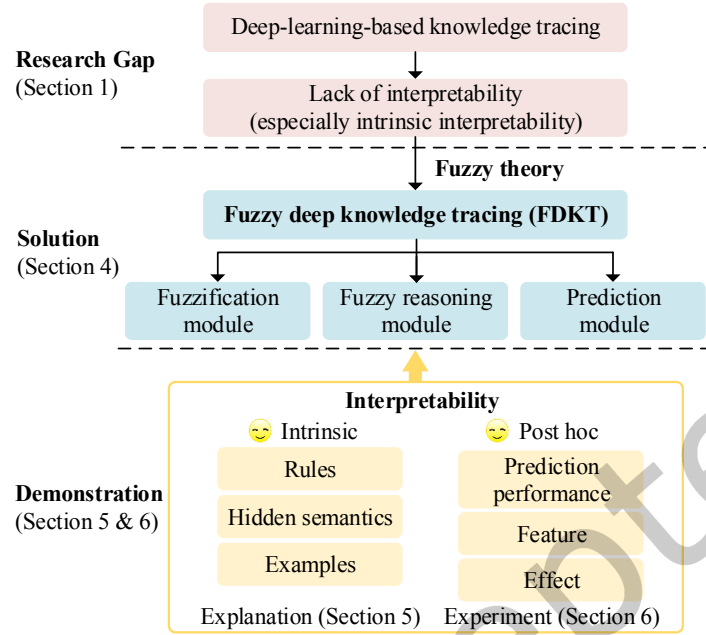 Deep-learning-based knowledge tracing
Research Gap
(Section 1)
Lack of interpretability
(especially intrinsic interpretability)
Fuzzy theory
Fuzzy deep knowledge tracing (FDKT)
Solution
(Section 4)
Fuzzification
module
Fuzzy reasoning
module
Prediction
module
Interpretability
Intrinsic
Post hoc
Rules
Hidden semantics
Examples
Prediction
performance
Feature
Effect
Demonstration
(Section 5 & 6)
Explanation (Section 5)
Experiment (Section 6)